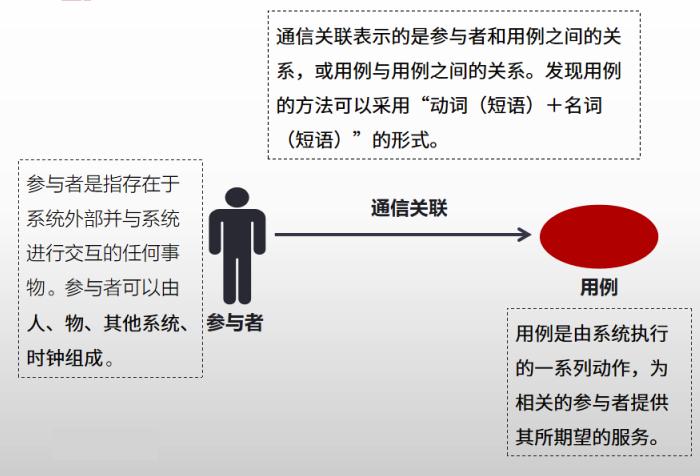 通信关联表示的是参与者和用例之间的关
系，或用例与用例之间的关系。发现用例
的方法可以采用“动词（短语）＋名词
（短语）”的形式。
参与者是指存在于
系统外部并与系统
进行交互的任何事
物。参与者可以由
人、物、其他系统、
时钟组成。
通信关联
参与者
用例
用例是由系统执行
的一系列动作，为
相关的参与者提供
其所期望的服务。